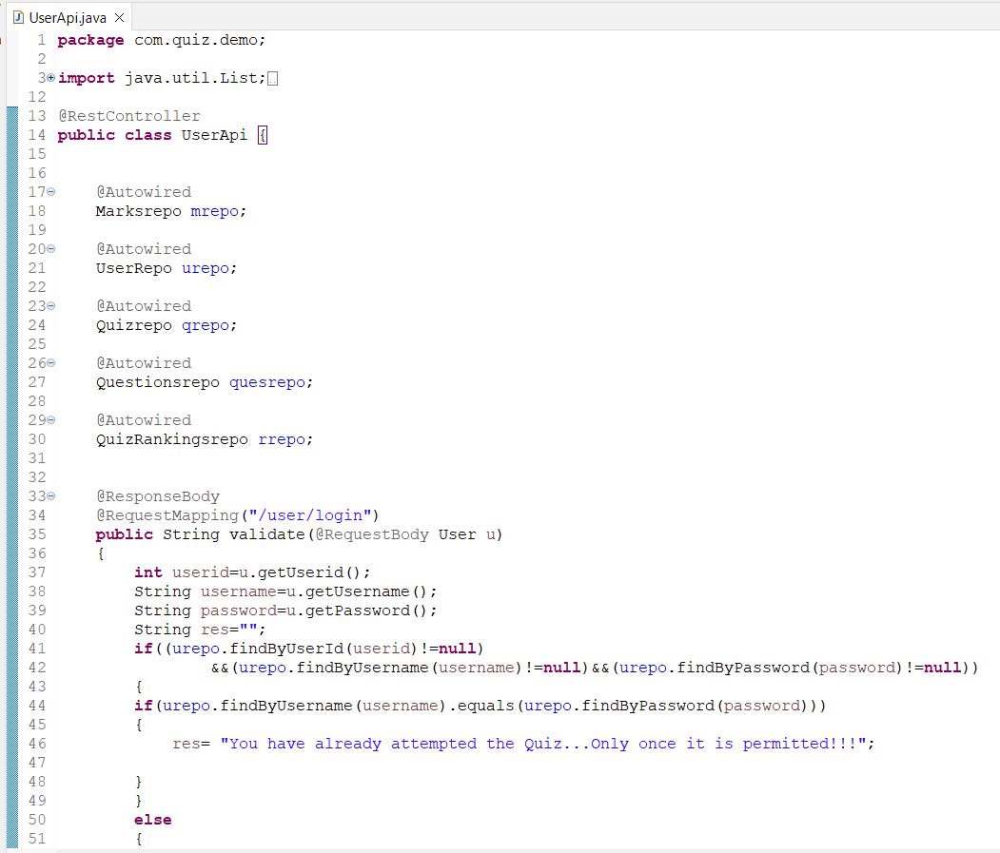 UserApi.java
1 package com.quiz.demo;
2
3 import java.util.List;
12
13 @RestController
14 public class UserApi {
15
16
17 @Autowired
18 Marksrepo mrepo;
19
20 @Autowired
21 UserRepo urepo;
22
23 @Autowired
24 Quizrepo qrepo;
25
26 @Autowired
27 Questionsrepo quesrepo;
28
29 @Autowired
30 QuizRankingsrepo rrepo;
31
32
33 @ResponseBody
34 @RequestMapping("/user/login")
35 public String validate(@RequestBody User u)
36 {
37 int userid=u.getUserid();
38 String username=u.getUsername();
39 String password=u.getPassword();
40 String res="";
41 if((urepo.findByUserId(userid)!=null)
42 &&(urepo.findByUsername(username)!=null)&&(urepo.findByPassword(password)!=null))
43 {
44 if(urepo.findByUsername(username).equals(urepo.findByPassword(password)))
45 {
46 res= "You have already attempted the Quiz...Only once it is permitted!!!";
47
48 }
49 }
50 else
51 {